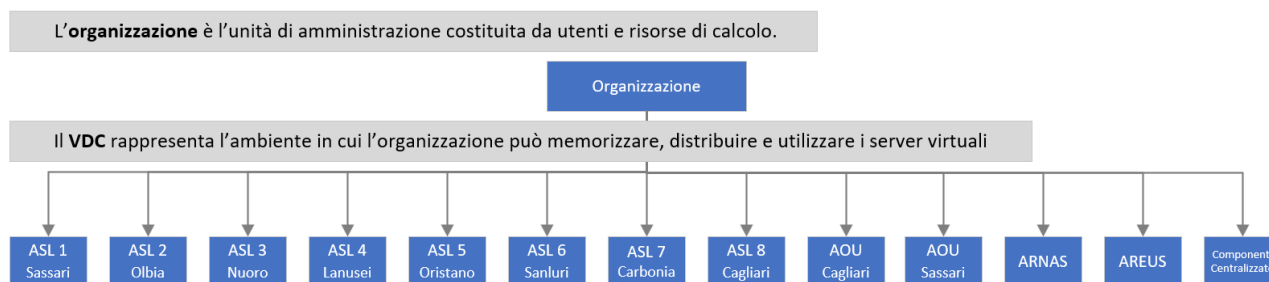 L'organizzazione è l'unità di amministrazione costituita da utenti e risorse di calcolo.
Organizzazione
Il VDC rappresenta l'ambiente in cui l'organizzazione può memorizzare, distribuire e utilizzare i server virtuali
ASL 1
Sassari
ASL 2
Olbia
ASL 3
Nuoro
ASL 4
Lanusei
ASL 5
Oristano
ASL 6
Sanluri
ASL 7
Carbonia
ASL 8
Cagliari
AOU
Cagliari
AOU
Sassari
ARNAS
AREUS